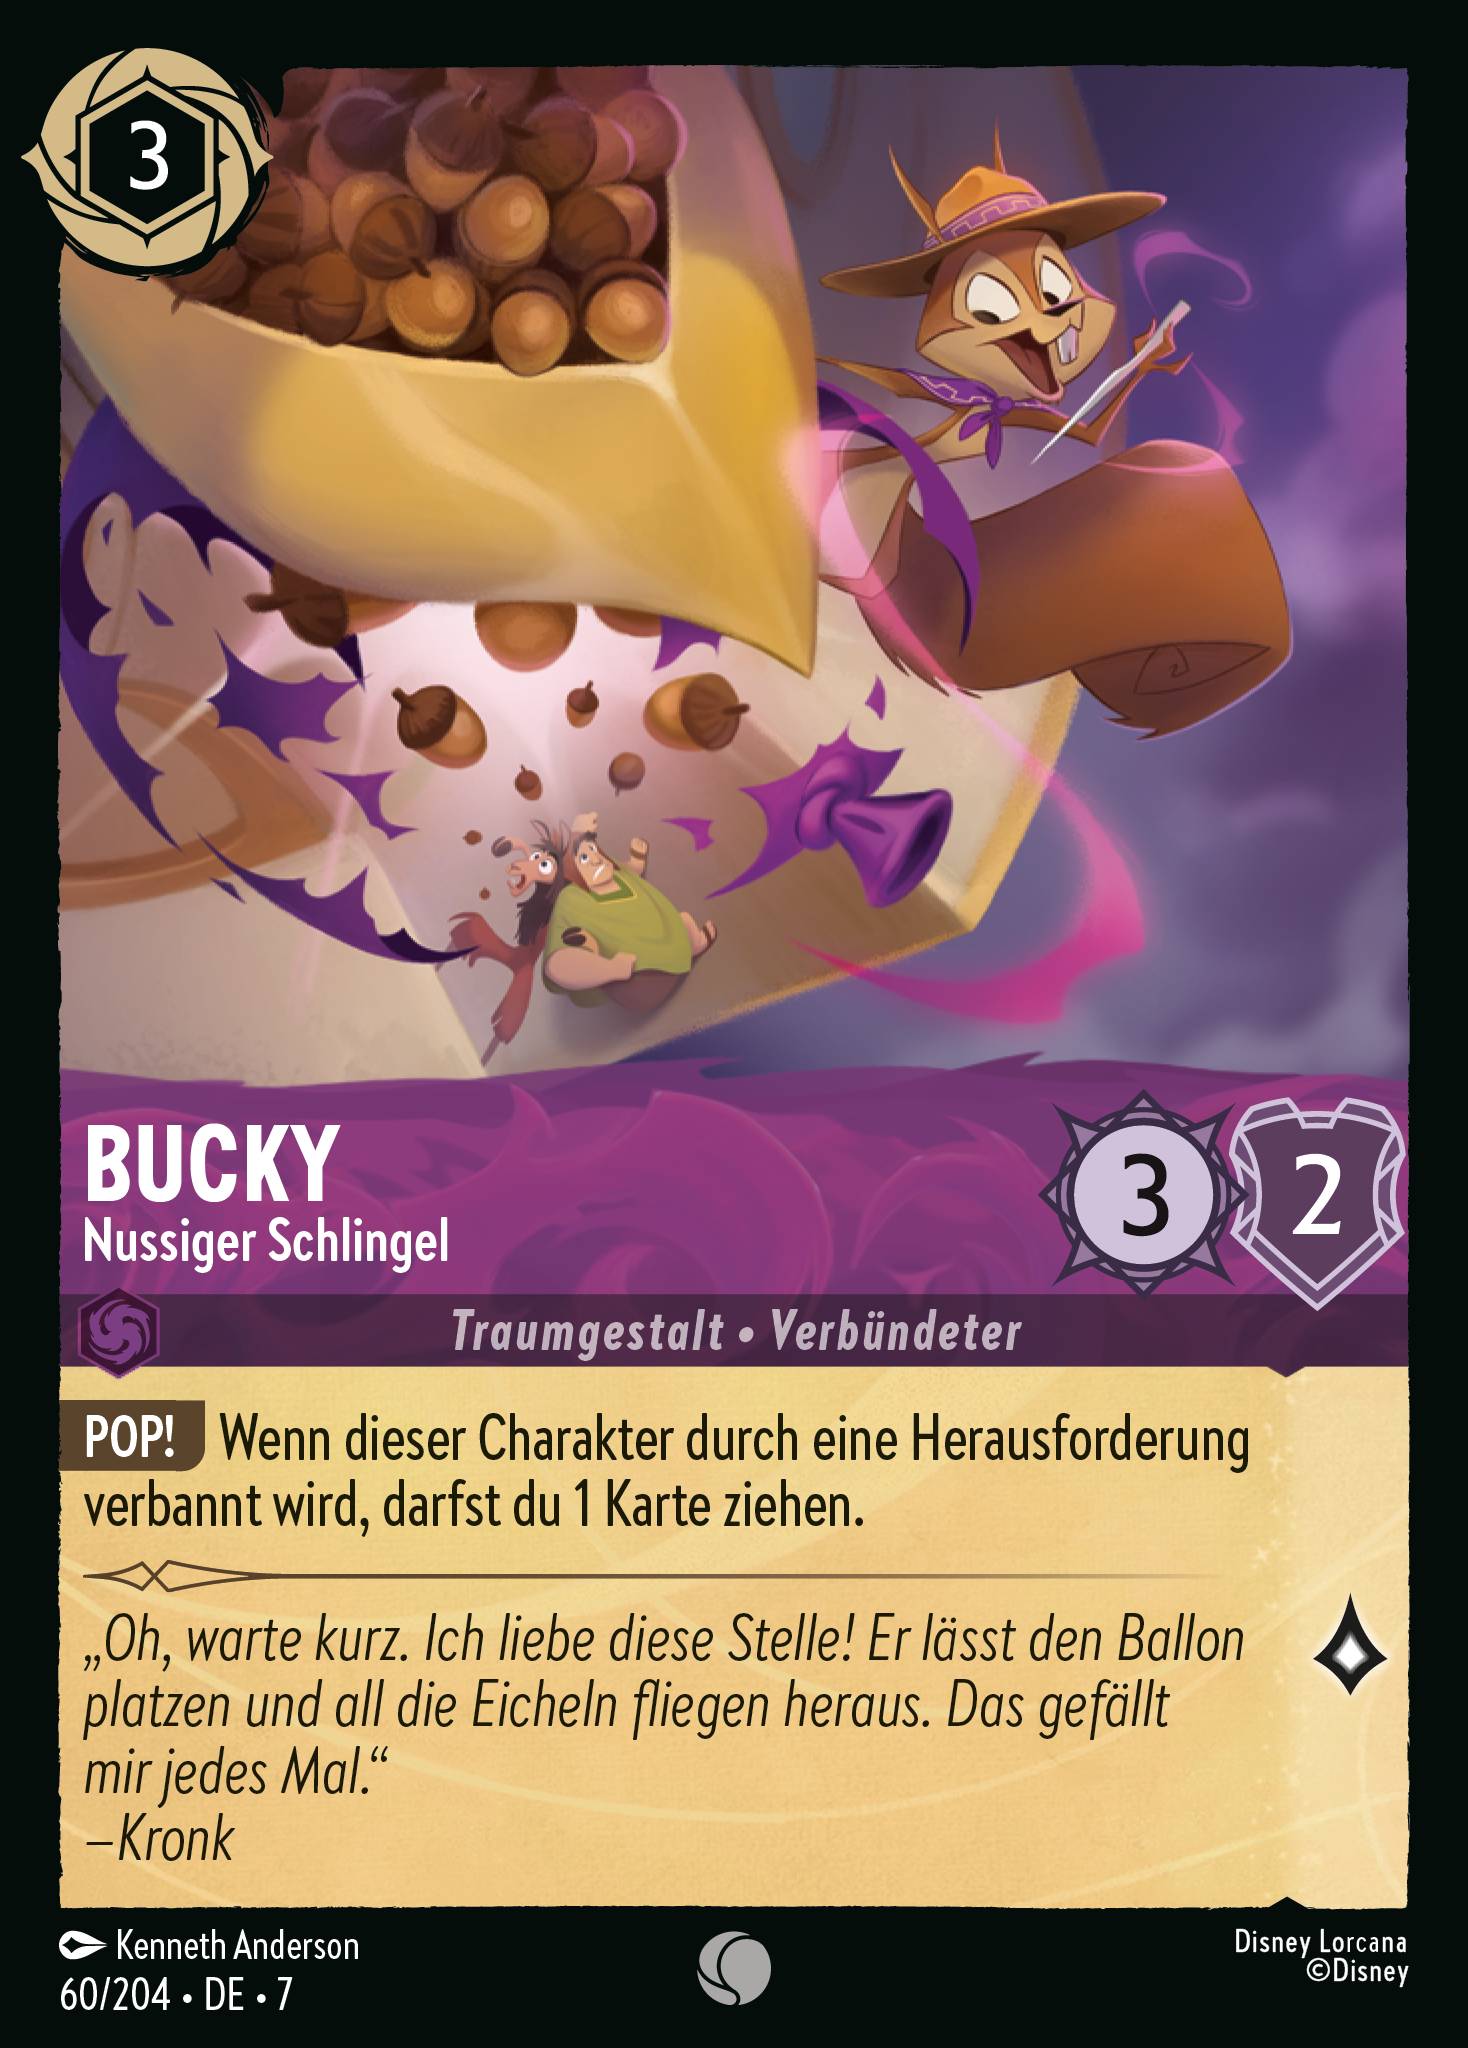 3
BUCKY
Nussiger Schlingel
3
2
Traumgestalt • Verbündeter
POP! Wenn dieser Charakter durch eine Herausforderung
verbannt wird, darfst du 1 Karte ziehen.
„Oh, warte kurz. Ich liebe diese Stelle! Er lässt den Ballon
platzen und all die Eicheln fliegen heraus. Das gefällt
mir jedes Mal.“
–Kronk
Kenneth Anderson
60/204 • DE • 7
Disney Lorcana
©Disney